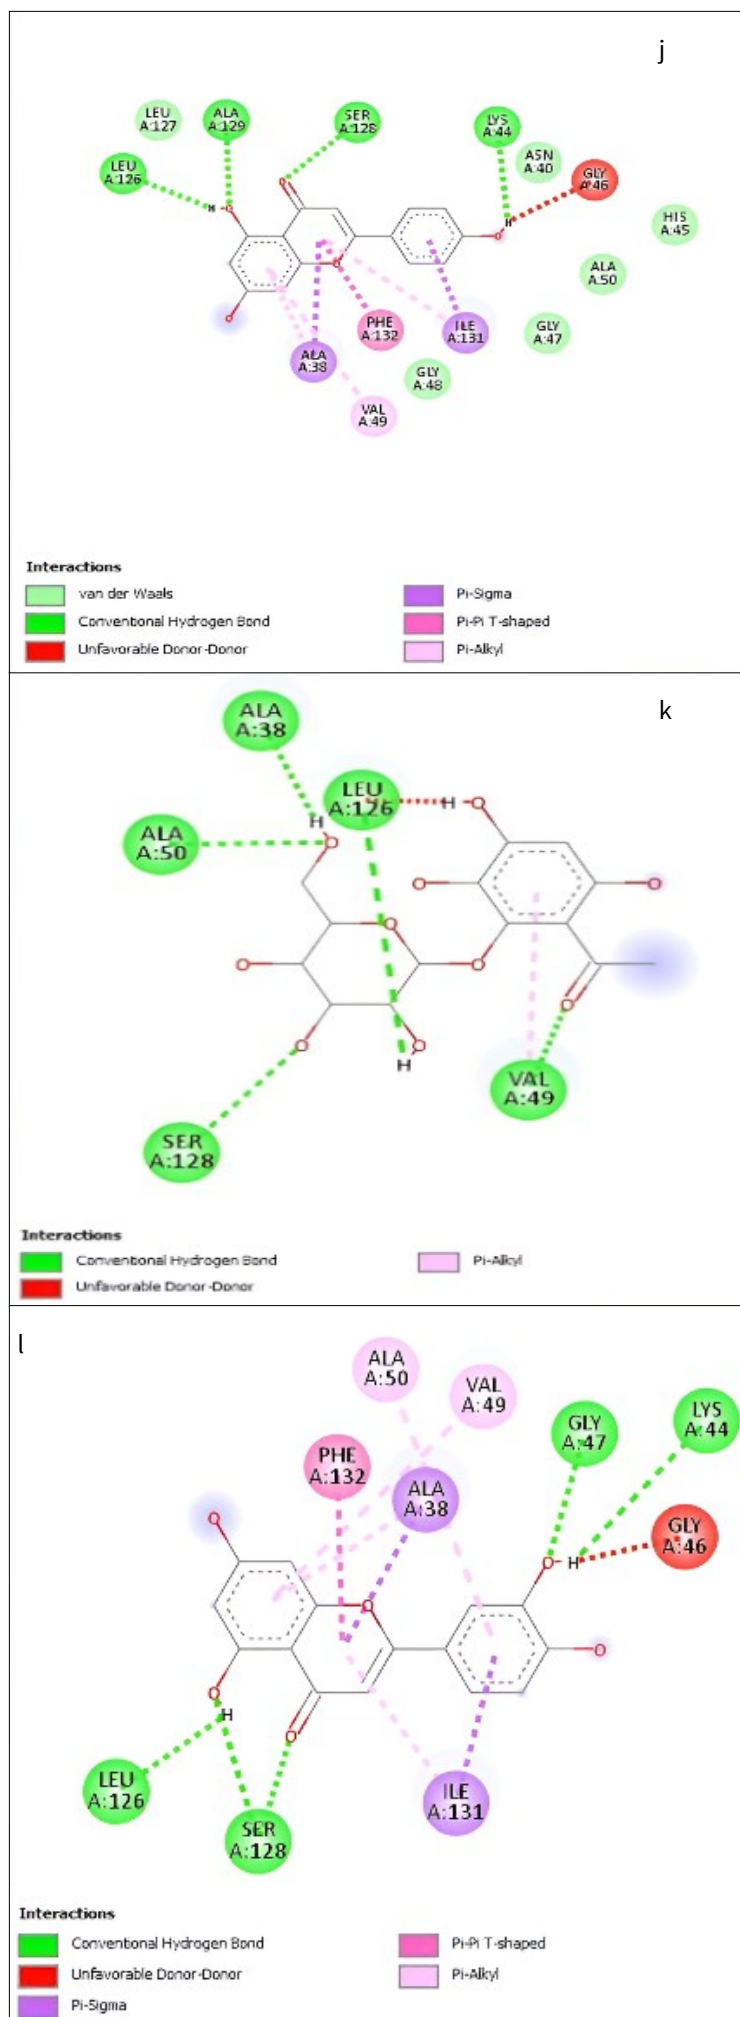 j
LEU
A:127
ALA
A:129
SER
A:128
LYS
A:44
LEU
A:126
ASN
A:40
GLY
A:46
HIS
A:45
ALA
A:50
PHE
A:132
ILE
A:131
GLY
A:47
ALA
A:38
GLY
A:48
VAL
A:49
H
O
O
O
O
O
H
Interactions
van der Waals
Conventional Hydrogen Bond
Unfavorable Donor-Donor
Pi-Sigma
Pi-Pi T-shaped
Pi-Alkyl
k
ALA
A:38
LEU
A:126
H
O
H
O
ALA
A:50
O
O
O
O
O
O
O
O
H
VAL
A:49
SER
A:128
Interactions
Conventional Hydrogen Bond
Unfavorable Donor-Donor
Pi-Alkyl
l
ALA
A:50
VAL
A:49
GLY
A:47
LYS
A:44
PHE
A:132
ALA
A:38
GLY
A:46
O
O
H
O
O
O
H
O
LEU
A:126
SER
A:128
ILE
A:131
Interactions
Conventional Hydrogen Bond
Unfavorable Donor-Donor
Pi-Sigma
Pi-Pi T-shaped
Pi-Alkyl